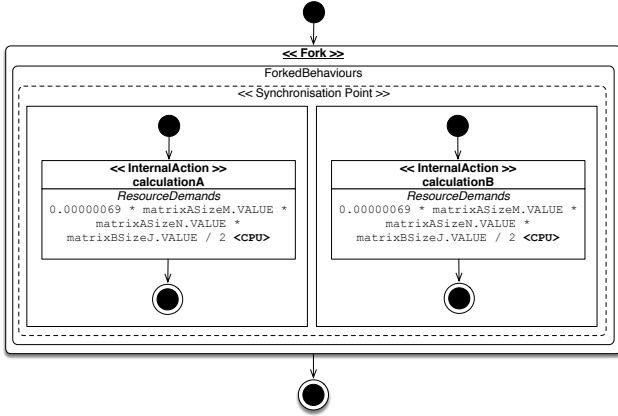 << Fork >>
ForkedBehaviours
<< Synchronisation Point >>
<< InternalAction >>
calculationA
ResourceDemands
0.00000069 * matrixASizeM.VALUE *
matrixASizeN.VALUE *
matrixBSizeJ.VALUE / 2 <CPU>
<< InternalAction >>
calculationB
ResourceDemands
0.00000069 * matrixASizeM.VALUE *
matrixASizeN.VALUE *
matrixBSizeJ.VALUE / 2 <CPU>